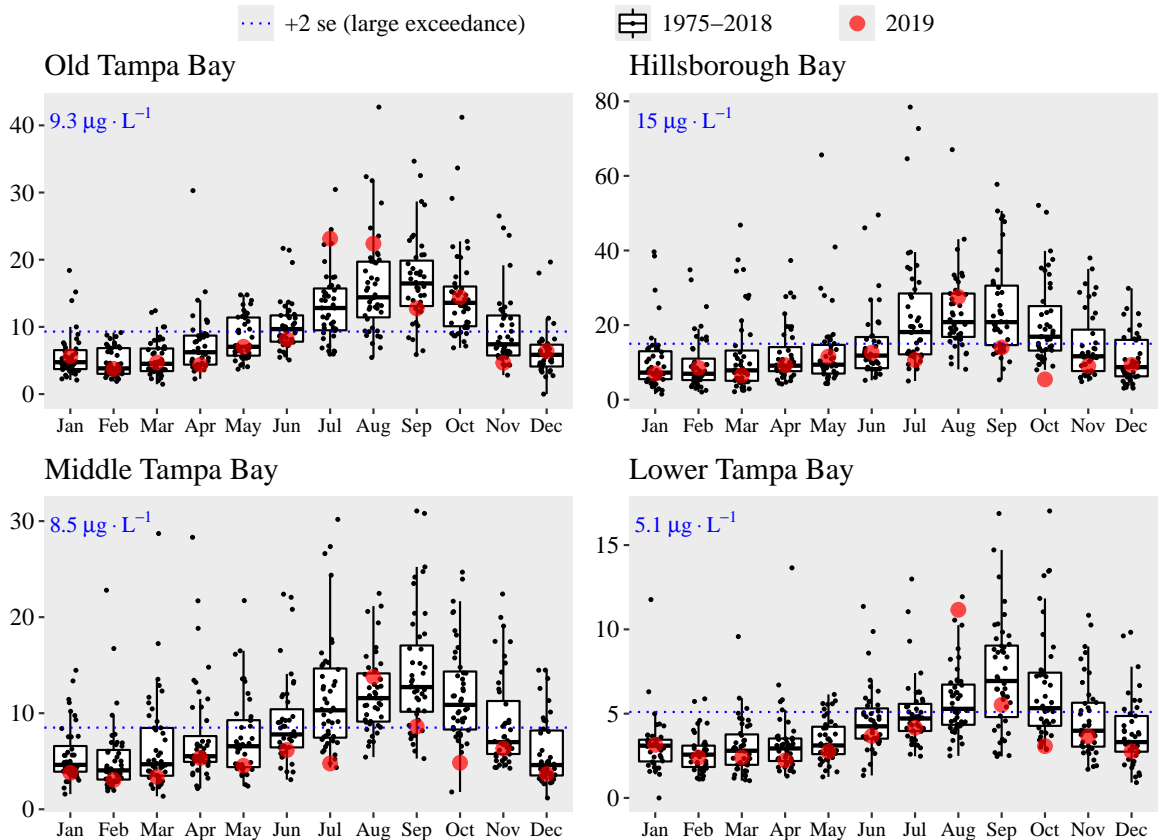 +2 se (large exceedance) 1975–2018 2019
Old Tampa Bay
9.3 μg · L⁻¹
40
30
20
10
0
Jan Feb Mar Apr May Jun Jul Aug Sep Oct Nov Dec
Hillsborough Bay
15 μg · L⁻¹
80
60
40
20
0
Jan Feb Mar Apr May Jun Jul Aug Sep Oct Nov Dec
Middle Tampa Bay
8.5 μg · L⁻¹
30
20
10
0
Jan Feb Mar Apr May Jun Jul Aug Sep Oct Nov Dec
Lower Tampa Bay
5.1 μg · L⁻¹
15
10
5
0
Jan Feb Mar Apr May Jun Jul Aug Sep Oct Nov Dec